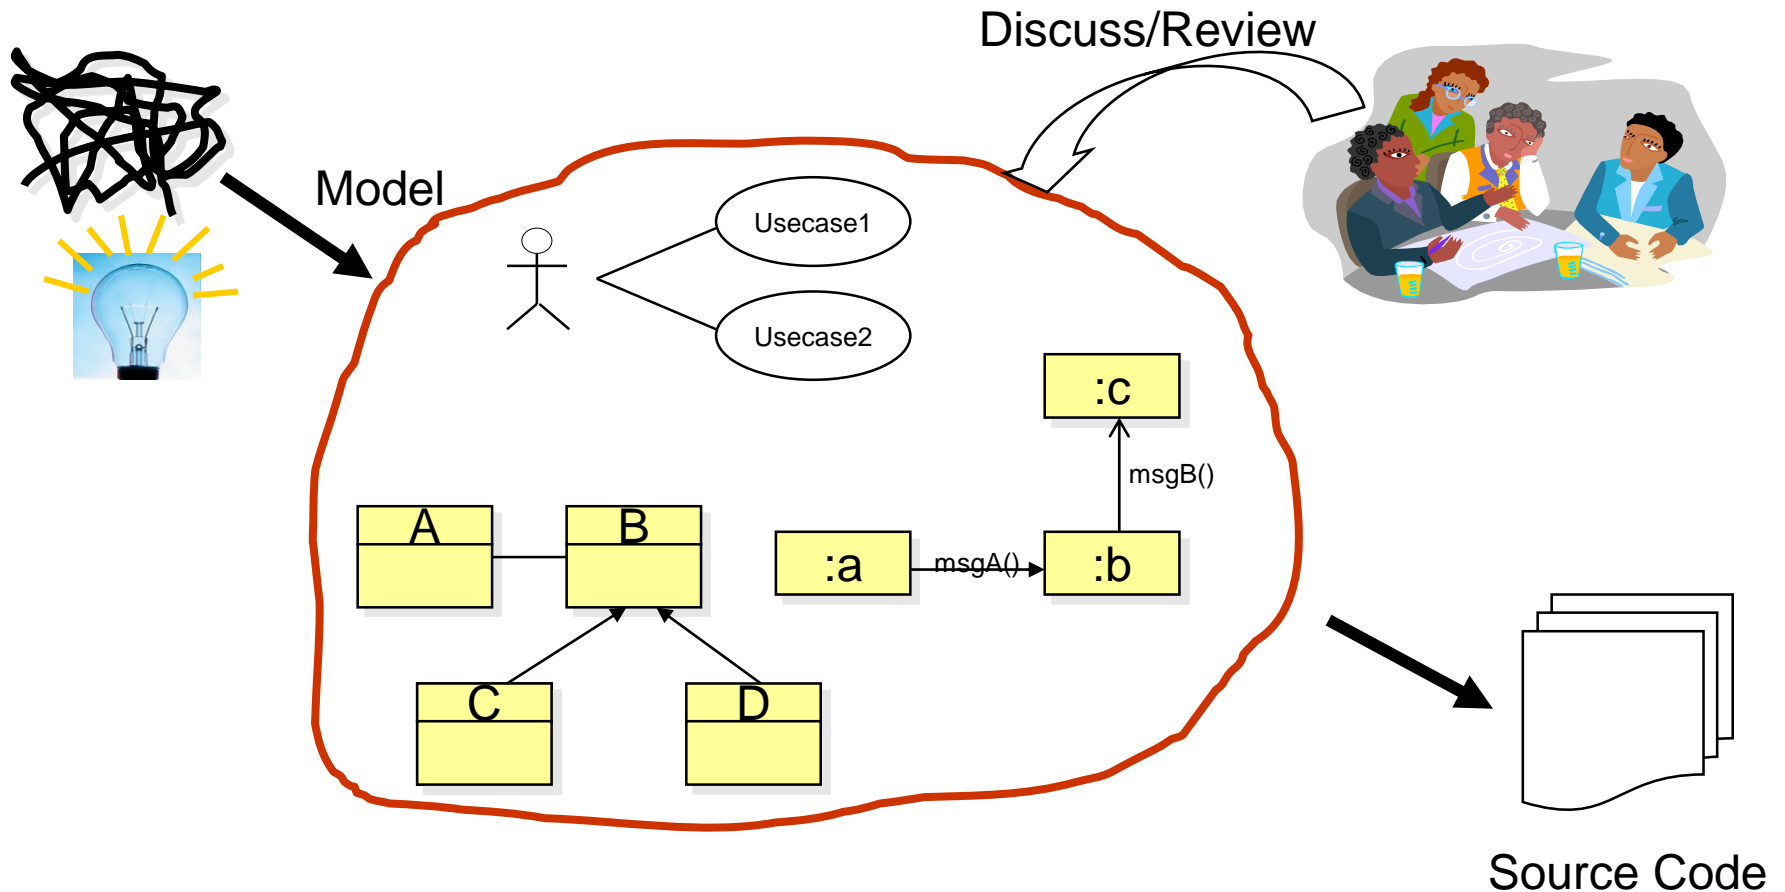 Discuss/Review
Model
Usecase1
Usecase2
:c
msgB()
A
B
:a
msgA()
:b
C
D
Source Code